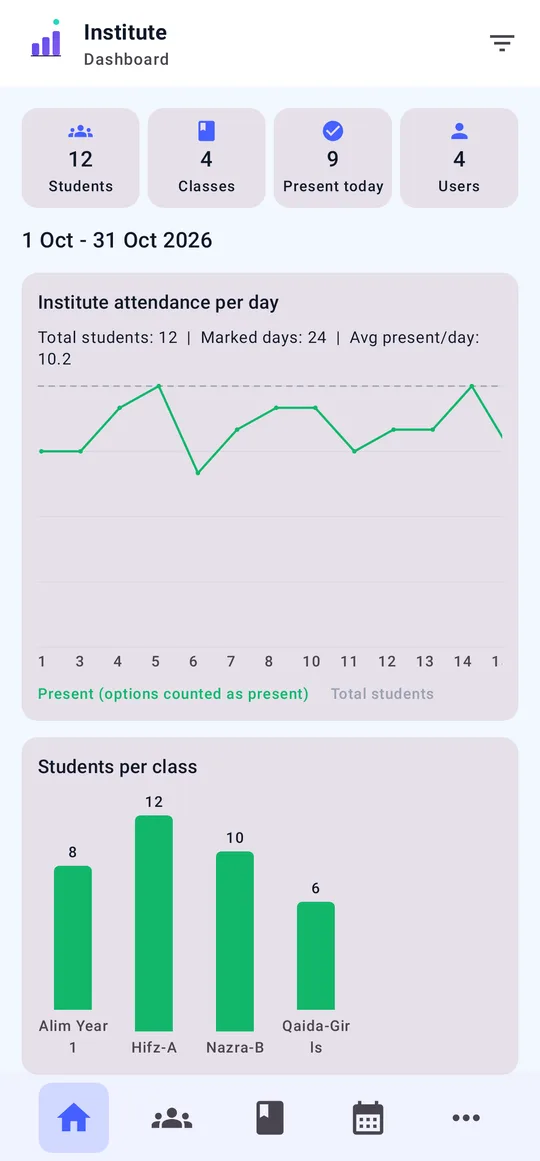 Institute
Dashboard
12
Students
4
Classes
9
Present today
4
Users
1 Oct - 31 Oct 2026
Institute attendance per day
Total students: 12 | Marked days: 24 | Avg present/day:
10.2
1 3 4 5 6 7 8 10 11 12 13 14 1
Present (options counted as present) Total students
Students per class
8
12
10
6
Alim Year
1
Hifz-A
Nazra-B
Qaida-Gir
ls